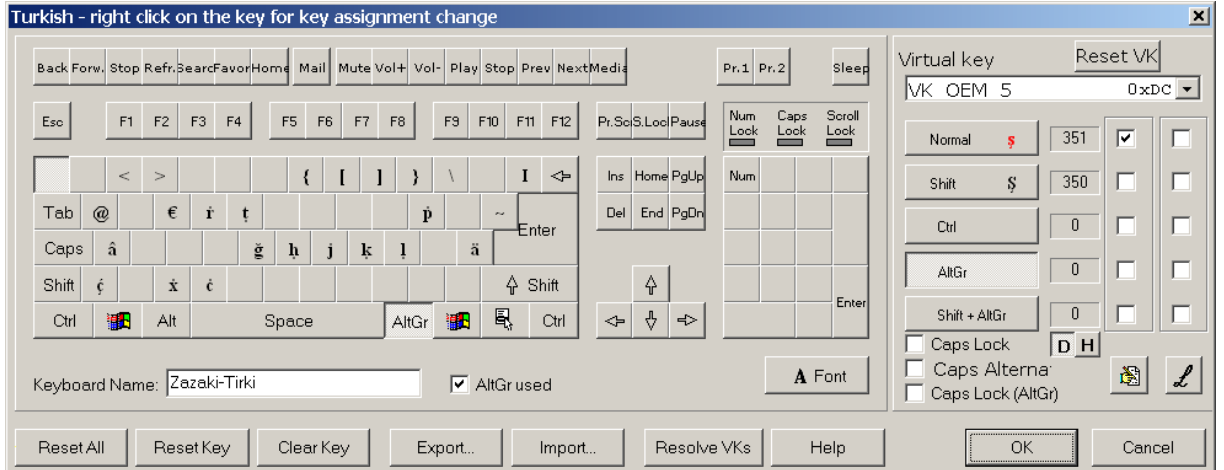 Turkish - right click on the key for key assignment change
Back Forw. Stop Refr. Searc Favor Home Mail Mute Vol+ Vol- Play Stop Prev Next Media Pr.1 Pr.2 Sleep
Virtual key Reset VK
VK OEM 5 0xDC
Esc F1 F2 F3 F4 F5 F6 F7 F8 F9 F10 F11 F12 Pr.Sc S.Loc Pause Num Lock Caps Lock Scroll Lock
Normal ş 351
< > { [ ] } \ I Ins Home PgUp Num
Shift Ş 350
Tab @ € ṙ ṭ ṗ ~ Enter Del End PgDn
Ctrl 0
Caps â ğ ḥ j ḳ ḷ ä
AltGr 0
Shift ḉ ẋ ċ Shift
Enter
Ctrl Alt Space AltGr Ctrl
Shift + AltGr 0
Caps Lock D H
Keyboard Name: Zazaki-Tirki AltGr used A Font
Caps Alterna
Caps Lock (AltGr)
Reset All Reset Key Clear Key Export... Import... Resolve VKs Help OK Cancel